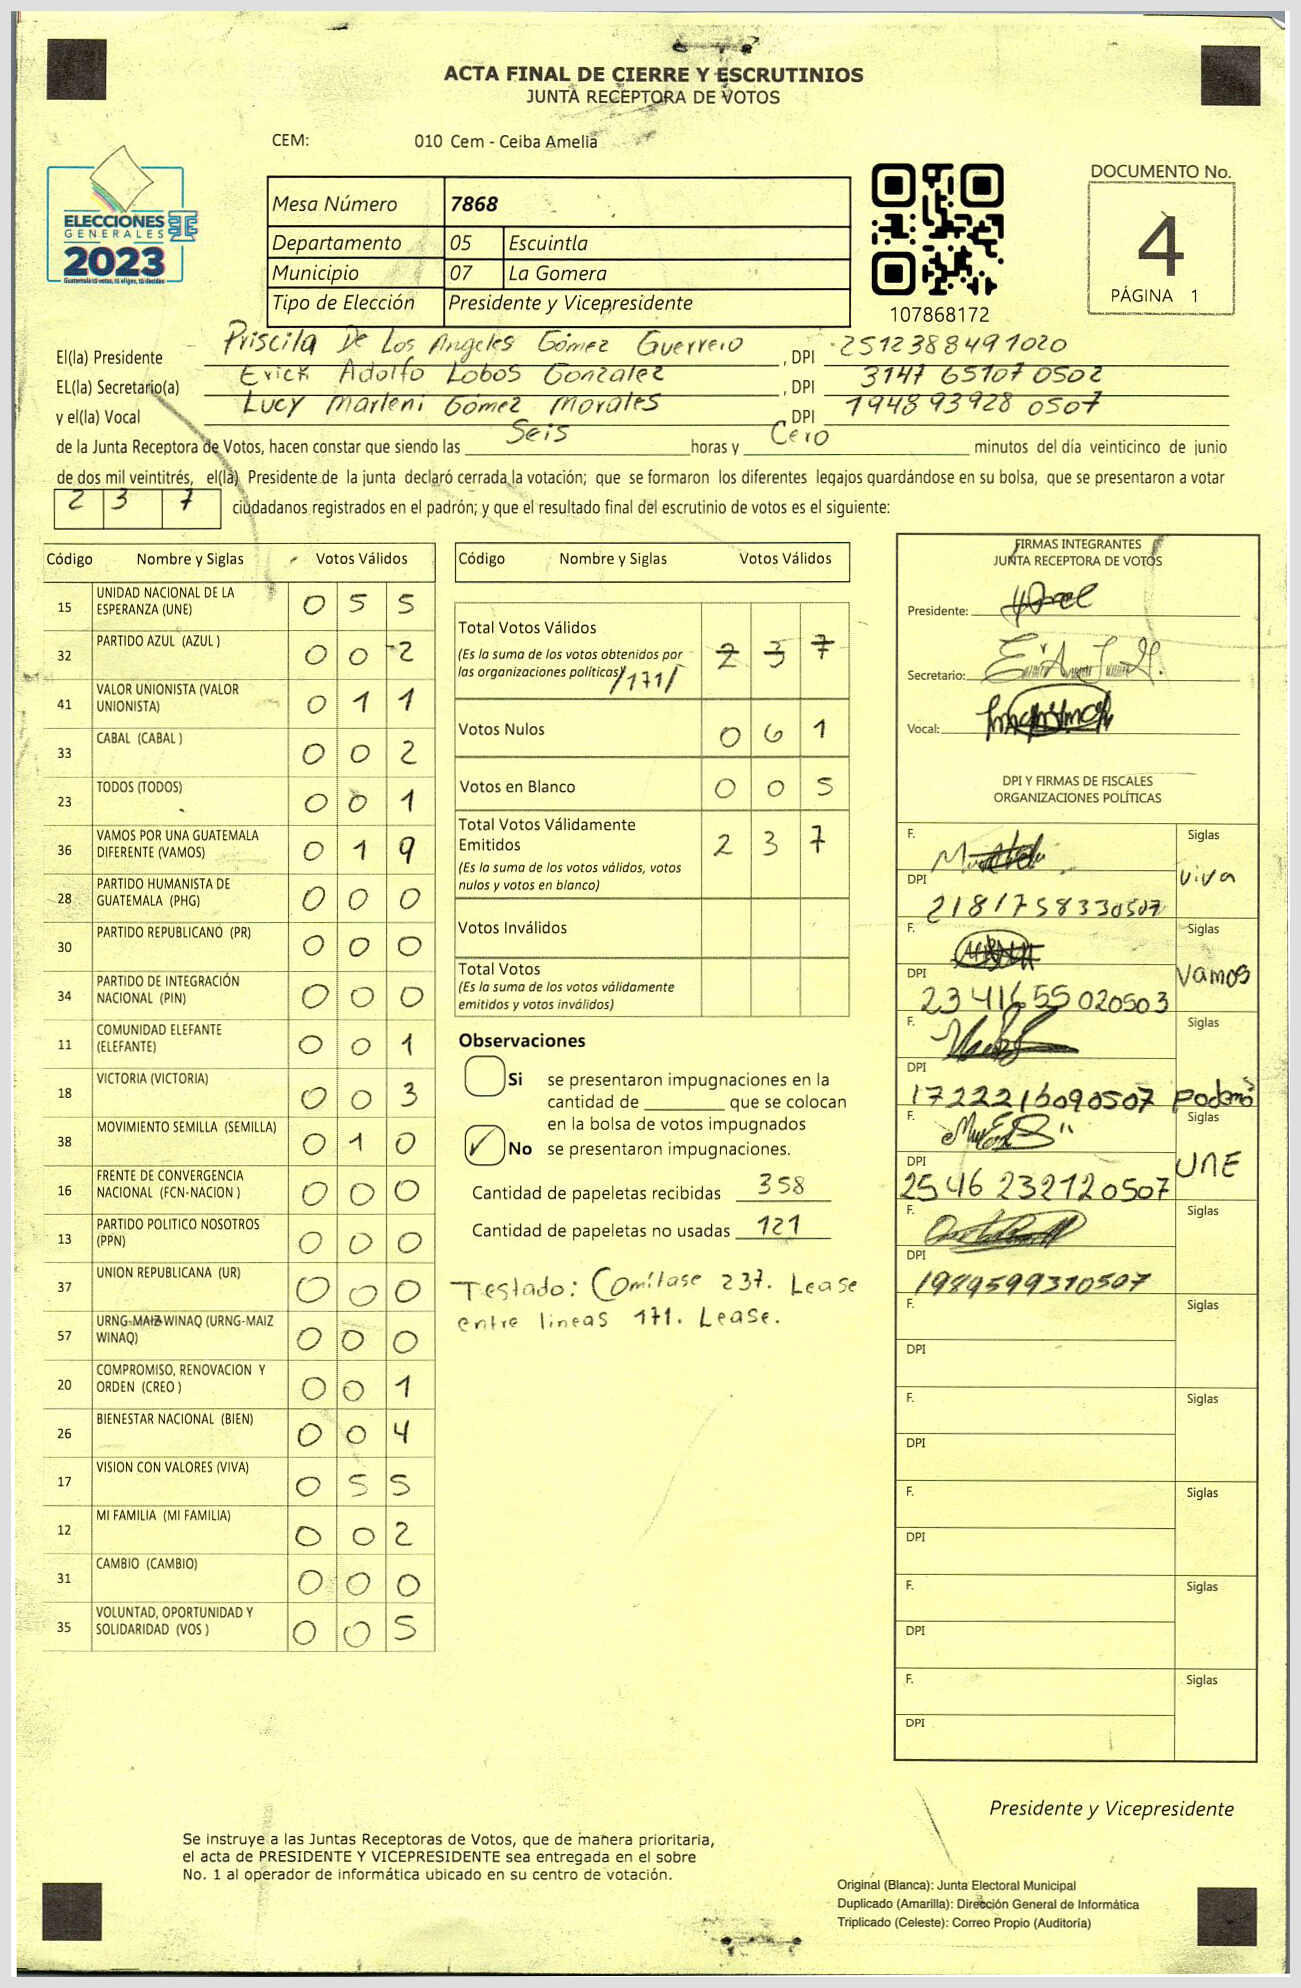 ACTA FINAL DE CIERRE Y ESCRUTINIOS
JUNTA RECEPTORA DE VOTOS
CEM: 010 Cem - Ceiba Amelia
ELECCIONES
GENERALES
2023
Guatemala tú votas, tú eliges, tú decides
Mesa Número 7868
Departamento 05 Escuintla
Municipio 07 La Gomera
Tipo de Elección Presidente y Vicepresidente
107868172
DOCUMENTO No.
4
PÁGINA 1
El(la) Presidente Priscila De Los Angeles Gómez Guerrero , DPI 2512388491020
EL(la) Secretario(a) Erick Adolfo Lobos Gonzalez , DPI 3147 65107 0502
y el(la) Vocal Lucy Marleni Gómez Morales , DPI 1948 93928 0507
de la Junta Receptora de Votos, hacen constar que siendo las Seis horas y Cero minutos del día veinticinco de junio
de dos mil veintitrés, el(la) Presidente de la junta declaró cerrada la votación; que se formaron los diferentes legajos guardándose en su bolsa, que se presentaron a votar
2 3 7 ciudadanos registrados en el padrón; y que el resultado final del escrutinio de votos es el siguiente:
Código Nombre y Siglas Votos Válidos
15 UNIDAD NACIONAL DE LA
ESPERANZA (UNE) 0 5 5
32 PARTIDO AZUL (AZUL ) 0 0 2
41 VALOR UNIONISTA (VALOR
UNIONISTA) 0 1 1
33 CABAL (CABAL ) 0 0 2
23 TODOS (TODOS) 0 0 1
36 VAMOS POR UNA GUATEMALA
DIFERENTE (VAMOS) 0 1 9
28 PARTIDO HUMANISTA DE
GUATEMALA (PHG) 0 0 0
30 PARTIDO REPUBLICANO (PR) 0 0 0
34 PARTIDO DE INTEGRACIÓN
NACIONAL (PIN) 0 0 0
11 COMUNIDAD ELEFANTE
(ELEFANTE) 0 0 1
18 VICTORIA (VICTORIA) 0 0 3
38 MOVIMIENTO SEMILLA (SEMILLA) 0 1 0
16 FRENTE DE CONVERGENCIA
NACIONAL (FCN-NACION ) 0 0 0
13 PARTIDO POLITICO NOSOTROS
(PPN) 0 0 0
37 UNION REPUBLICANA (UR) 0 0 0
57 URNG-MAIZ-WINAQ (URNG-MAIZ
WINAQ) 0 0 0
20 COMPROMISO, RENOVACION Y
ORDEN (CREO ) 0 0 1
26 BIENESTAR NACIONAL (BIEN) 0 0 4
17 VISION CON VALORES (VIVA) 0 5 5
12 MI FAMILIA (MI FAMILIA) 0 0 2
31 CAMBIO (CAMBIO) 0 0 0
35 VOLUNTAD, OPORTUNIDAD Y
SOLIDARIDAD (VOS ) 0 0 5
Código Nombre y Siglas Votos Válidos
Total Votos Válidos
(Es la suma de los votos obtenidos por
las organizaciones políticas) /171/ 2 3 7
Votos Nulos 0 6 1
Votos en Blanco 0 0 5
Total Votos Válidamente
Emitidos 2 3 7
(Es la suma de los votos válidos, votos
nulos y votos en blanco)
Votos Inválidos
Total Votos
(Es la suma de los votos válidamente
emitidos y votos inválidos)
Observaciones
Si se presentaron impugnaciones en la
cantidad de ________ que se colocan
en la bolsa de votos impugnados
No se presentaron impugnaciones.
Cantidad de papeletas recibidas 358
Cantidad de papeletas no usadas 121
Testado: Comílase 237. Lease
entre lineas 171. Lease.
FIRMAS INTEGRANTES
JUNTA RECEPTORA DE VOTOS
Presidente:
Secretario:
Vocal:
DPI Y FIRMAS DE FISCALES
ORGANIZACIONES POLÍTICAS
F. Siglas
viva
DPI
2181758330507
F. Siglas
Vamos
DPI
2341655020503
F. Siglas
DPI
1722216090507 podemos
F. Siglas
DPI
2546 232120507 UNE
F. Siglas
DPI
1989599310507
F. Siglas
DPI
F. Siglas
DPI
F. Siglas
DPI
F. Siglas
DPI
F. Siglas
DPI
Presidente y Vicepresidente
Se instruye a las Juntas Receptoras de Votos, que de manera prioritaria,
el acta de PRESIDENTE Y VICEPRESIDENTE sea entregada en el sobre
No. 1 al operador de informática ubicado en su centro de votación.
Original (Blanca): Junta Electoral Municipal
Duplicado (Amarilla): Dirección General de Informática
Triplicado (Celeste): Correo Propio (Auditoría)